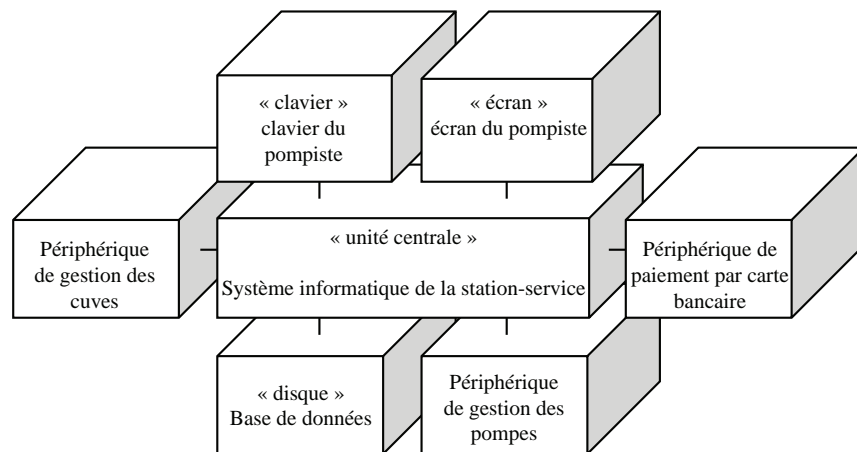 « clavier »
clavier du
pompiste
« écran »
écran du pompiste
Périphérique
de gestion des
cuves
« unité centrale »
Système informatique de la station-service
Périphérique de
paiement par carte
bancaire
« disque »
Base de données
Périphérique
de gestion des
pompes